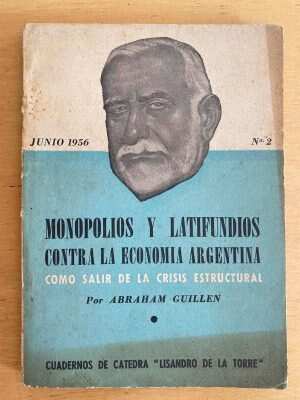 JUNIO 1956
Nº 2
MONOPOLIOS Y LATIFUNDIOS
CONTRA LA ECONOMIA ARGENTINA
COMO SALIR DE LA CRISIS ESTRUCTURAL
Por ABRAHAM GUILLEN
CUADERNOS DE CATEDRA "LISANDRO DE LA TORRE"